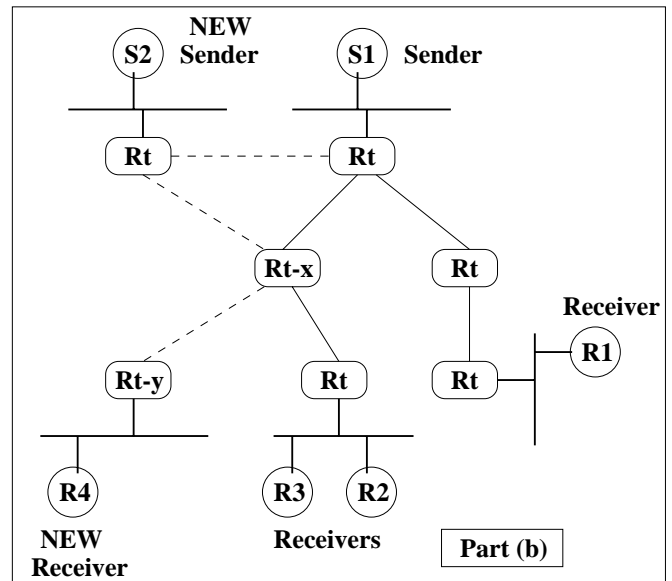 NEW
Sender
S2
S1
Sender
Rt
Rt
Rt-x
Rt
Receiver
R1
Rt-y
Rt
Rt
R4
R3
R2
NEW
Receiver
Receivers
Part (b)